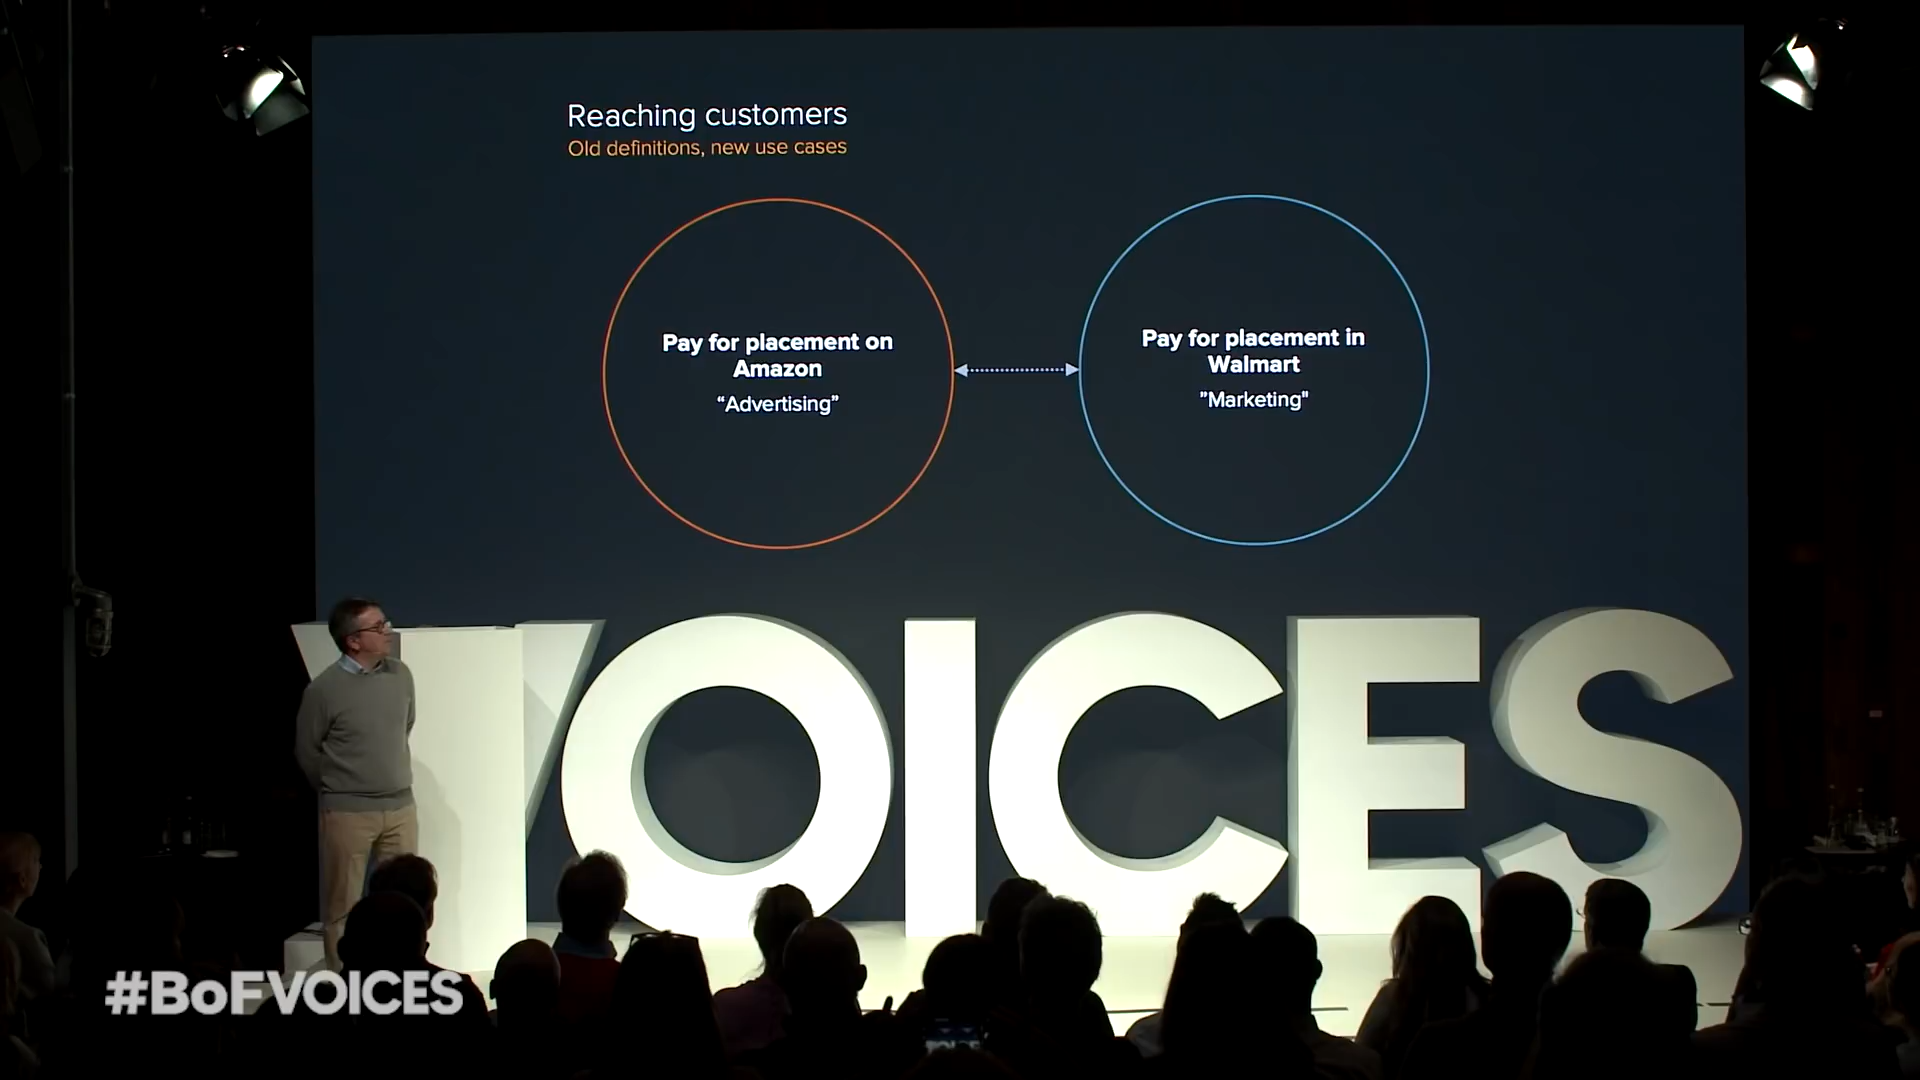 Reaching customers
Old definitions, new use cases
Pay for placement on
Amazon
“Advertising”
Pay for placement in
Walmart
”Marketing"
VOICES
#BoFVOICES